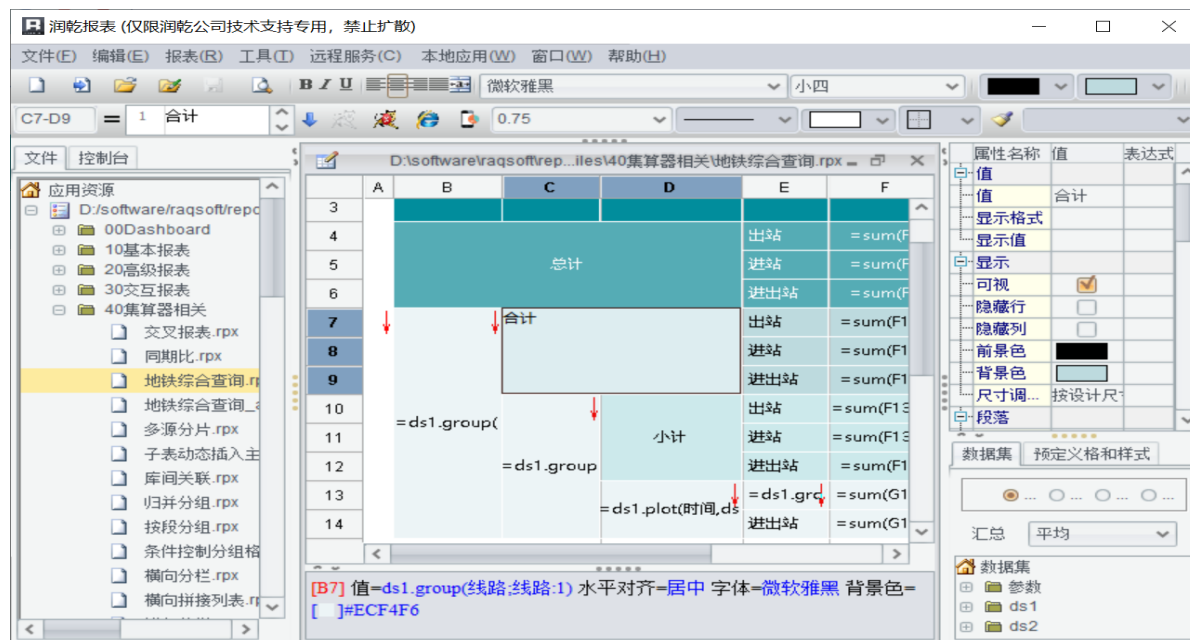 润乾报表 (仅限润乾公司技术支持专用，禁止扩散)
文件(F) 编辑(E) 报表(R) 工具(T) 远程服务(C) 本地应用(W) 窗口(W) 帮助(H)
B I U 微软雅黑 小四
C7-D9 = 1 合计 0.75
文件 控制台
应用资源
D:/software/raqsoft/repo
00Dashboard
10基本报表
20高级报表
30交互报表
40集算器相关
交叉报表.rpx
同期比.rpx
地铁综合查询.rp
地铁综合查询_a
多源分片.rpx
子表动态插入主
库间关联.rpx
归并分组.rpx
按段分组.rpx
条件控制分组格
横向分栏.rpx
横向拼接列表.rp
D:\software\raqsoft\rep...iles\40集算器相关\地铁综合查询.rpx
A B C D E F
3
4 出站 =sum(F
5 总计 进站 =sum(F
6 进出站 =sum(F
7 合计 出站 =sum(F1
8 进站 =sum(F1
9 进出站 =sum(F1
10 =ds1.group( 出站 =sum(F13
11 小计 进站 =sum(F13
12 =ds1.group 进出站 =sum(F1
13 =ds1.plot(时间,ds =ds1.grc =sum(G1
14 进出站 =sum(G1
[B7] 值=ds1.group(线路;线路:1) 水平对齐=居中 字体=微软雅黑 背景色=
[ ]#ECF4F6
属性名称 值 表达式
值
值 合计
显示格式
显示值
显示
可视
隐藏行
隐藏列
前景色
背景色
尺寸调... 按设计尺寸
段落
数据集 预定义格和样式
... ... ... ...
汇总 平均
数据集
参数
ds1
ds2